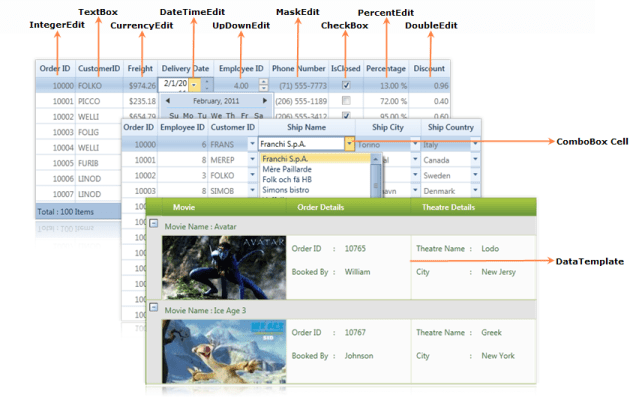 TextBox DateTimeEdit MaskEdit PercentEdit
IntegerEdit CurrencyEdit UpDownEdit CheckBox DoubleEdit
Order ID CustomerID Freight Delivery Date Employee ID Phone Number IsClosed Percentage Discount
10000 FOLKO $974.26 2/1/20 4.00 (71) 555-7773 13.00 % 0.96
10001 PICCO $235.18 February, 2011 (206) 555-1189 72.00 % 0.40
10002 WELLI $654.79 Su Mo Tu We Th Fr Sa (206) 555-3412 95.00 % 0.60
10003 FOLIG
10004 WELLI
10005 FURIB
10006 LINOD
10007 LINOD
Total : 100 Items
Order ID Employee ID Customer ID Ship Name Ship City Ship Country
10000 6 FRANS Franchi S.p.A. Torino Italy
10001 8 MEREP Franchi S.p.A. Canada
Mère Paillarde
10002 3 FOLKO Folk och fä HB Sweden
10003 8 SIMOB Simons bistro Denmark
ComboBox Cell
Movie Order Details Theatre Details
Movie Name : Avatar
AVATAR
Order ID : 10765 Theatre Name : Lodo
Booked By : William City : New Jersy
DataTemplate
Movie Name : Ice Age 3
ICE AGE
Order ID : 10767 Theatre Name : Greek
Booked By : Johnson City : New York